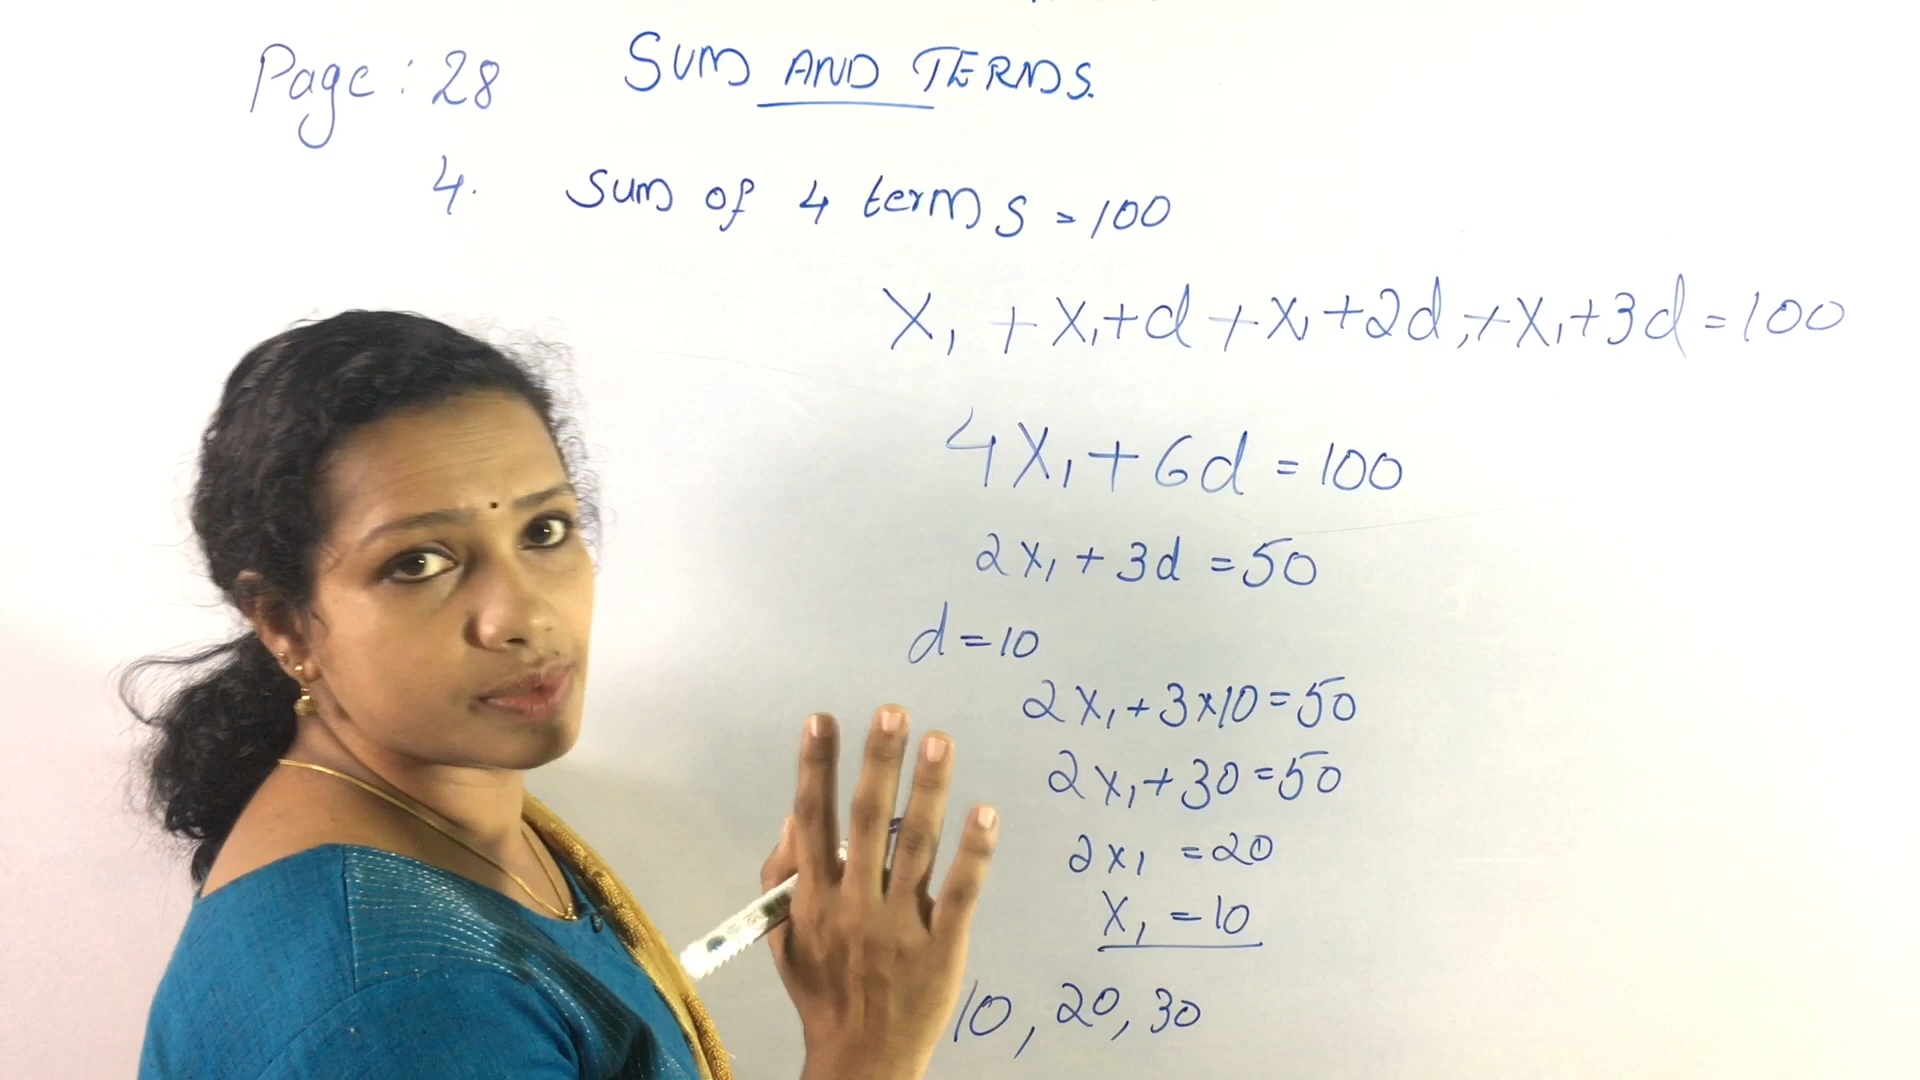 Page : 28 SUM AND TERMS.
4. Sum of 4 terms = 100
x₁ + x₁+d + x₁+2d, + x₁+3d = 100
4x₁ + 6d = 100
2x₁ + 3d = 50
d = 10
2x₁ + 3×10 = 50
2x₁ + 30 = 50
2x₁ = 20
x₁ = 10
10, 20, 30